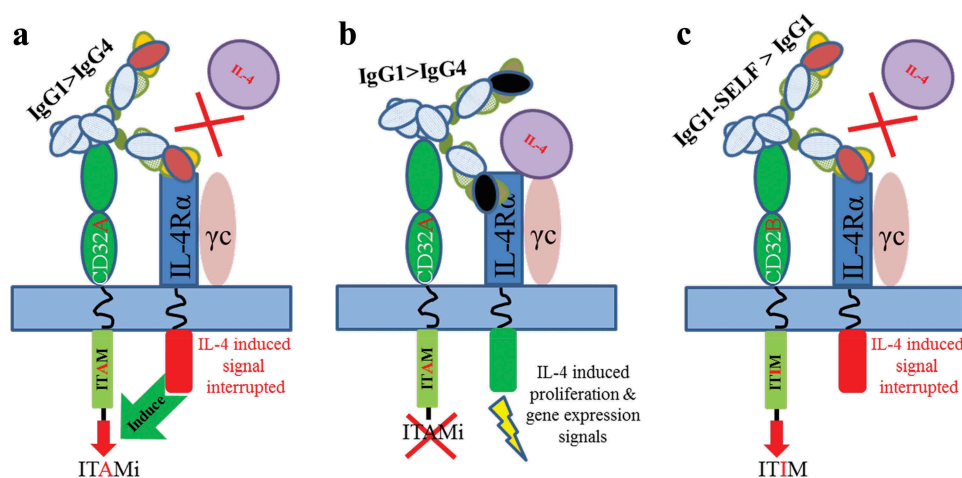 a
IgG1>IgG4
IL-4
CD32A
IL-4Rα
γc
ITAM
Induce
ITAMi
IL-4 induced
signal
interrupted
b
IgG1>IgG4
IL-4
CD32A
IL-4Rα
γc
ITAM
ITAMi
IL-4 induced
proliferation &
gene expression
signals
c
IgG1-SELF > IgG1
IL-4
CD32B
IL-4Rα
γc
ITIM
ITIM
IL-4 induced
signal
interrupted